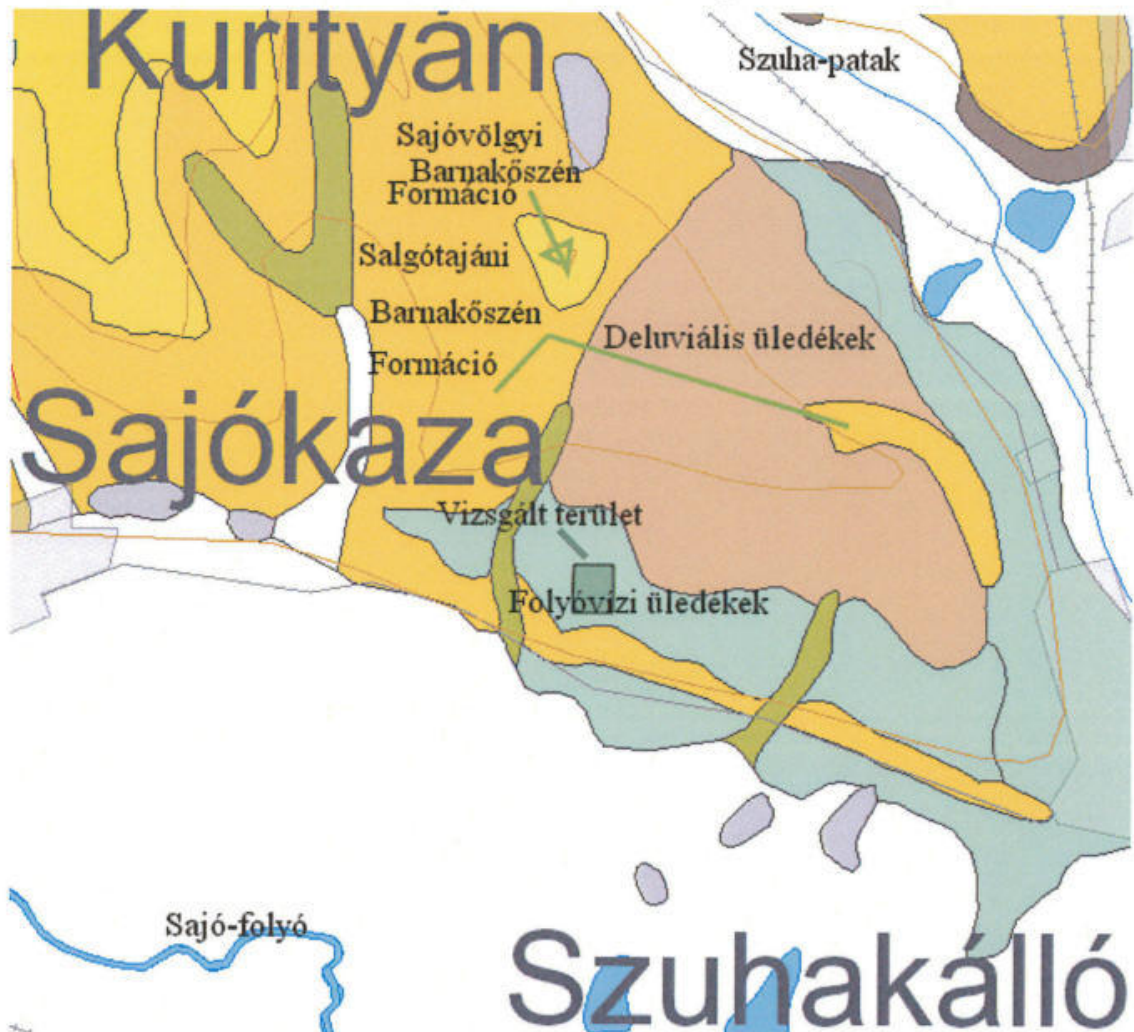 Kurityán
Szuha-patak
Sajóvölgyi
Barnakőszén
Formáció
Salgótajáni
Barnakőszén
Formáció
Deluviális üledékek
Sajókaza
Vizsgált terület
Folyóvízi üledékek
Sajó-folyó
Szuhakálló